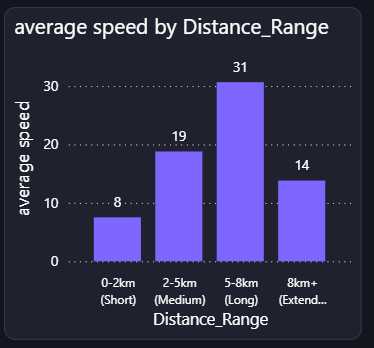 average speed by Distance_Range
average speed
30
20
10
0
8
19
31
14
0-2km
(Short)
2-5km
(Medium)
5-8km
(Long)
8km+
(Extend...
Distance_Range